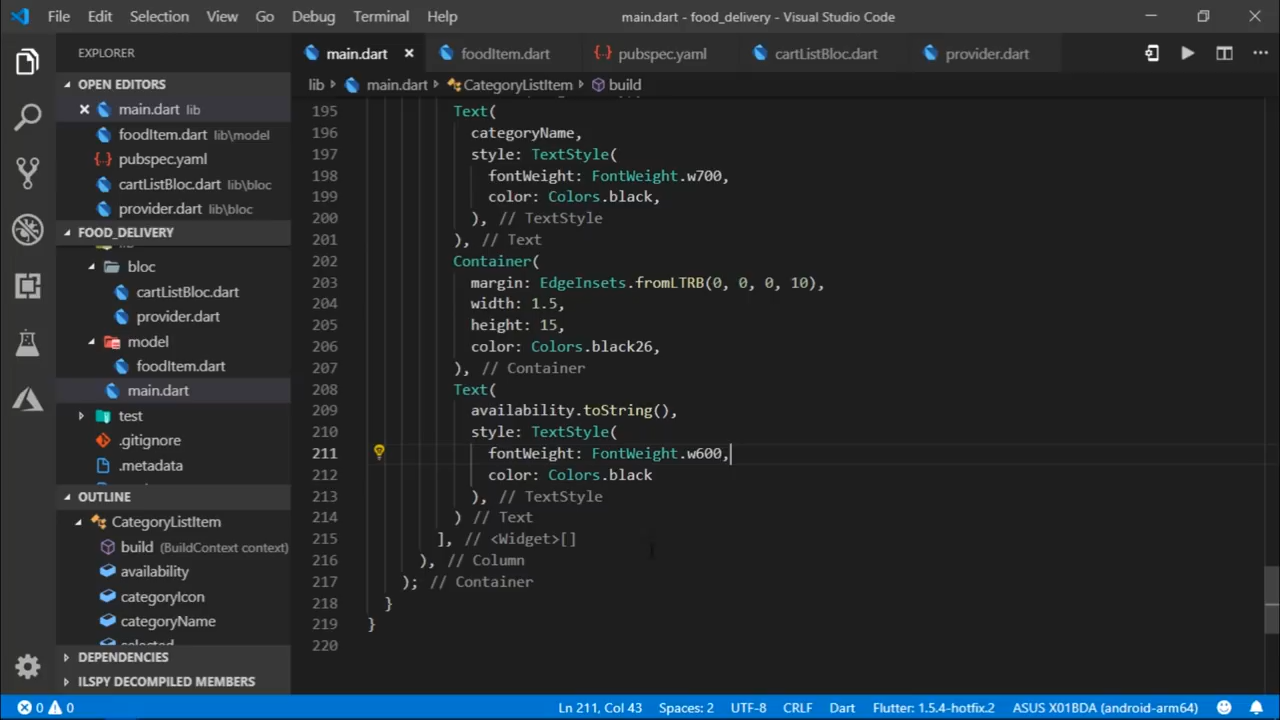 File Edit Selection View Go Debug Terminal Help main.dart - food_delivery - Visual Studio Code
EXPLORER
OPEN EDITORS
main.dart lib
foodItem.dart lib\model
pubspec.yaml
cartListBloc.dart lib\bloc
provider.dart lib\bloc
FOOD_DELIVERY
lib
bloc
cartListBloc.dart
provider.dart
model
foodItem.dart
main.dart
test
.gitignore
.metadata
OUTLINE
CategoryListItem
build (BuildContext context)
availability
categoryIcon
categoryName
selected
DEPENDENCIES
ILSPY DECOMPILED MEMBERS
main.dart foodItem.dart pubspec.yaml cartListBloc.dart provider.dart
lib main.dart CategoryListItem build
195 Text(
196 categoryName,
197 style: TextStyle(
198 fontWeight: FontWeight.w700,
199 color: Colors.black,
200 ), // TextStyle
201 ), // Text
202 Container(
203 margin: EdgeInsets.fromLTRB(0, 0, 0, 10),
204 width: 1.5,
205 height: 15,
206 color: Colors.black26,
207 ), // Container
208 Text(
209 availability.toString(),
210 style: TextStyle(
211 fontWeight: FontWeight.w600,
212 color: Colors.black
213 ), // TextStyle
214 ) // Text
215 ], // <Widget>[]
216 ), // Column
217 ); // Container
218 }
219 }
220
0 0 Ln 211, Col 43 Spaces: 2 UTF-8 CRLF Dart Flutter: 1.5.4-hotfix.2 ASUS X01BDA (android-arm64)